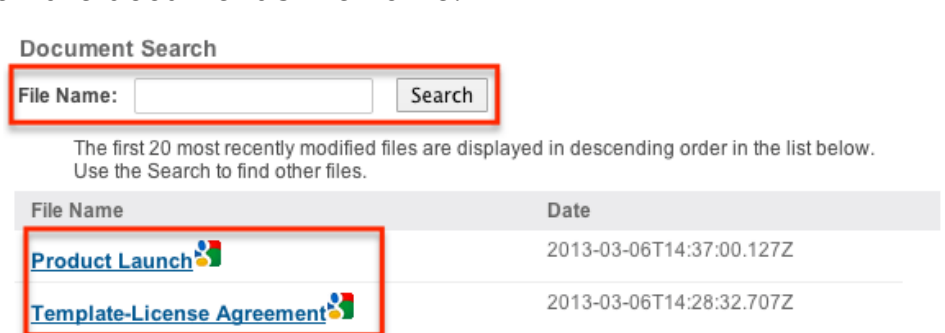 Document Search
File Name: Search
The first 20 most recently modified files are displayed in descending order in the list below.
Use the Search to find other files.
File Name Date
Product Launch 2013-03-06T14:37:00.127Z
Template-License Agreement 2013-03-06T14:28:32.707Z